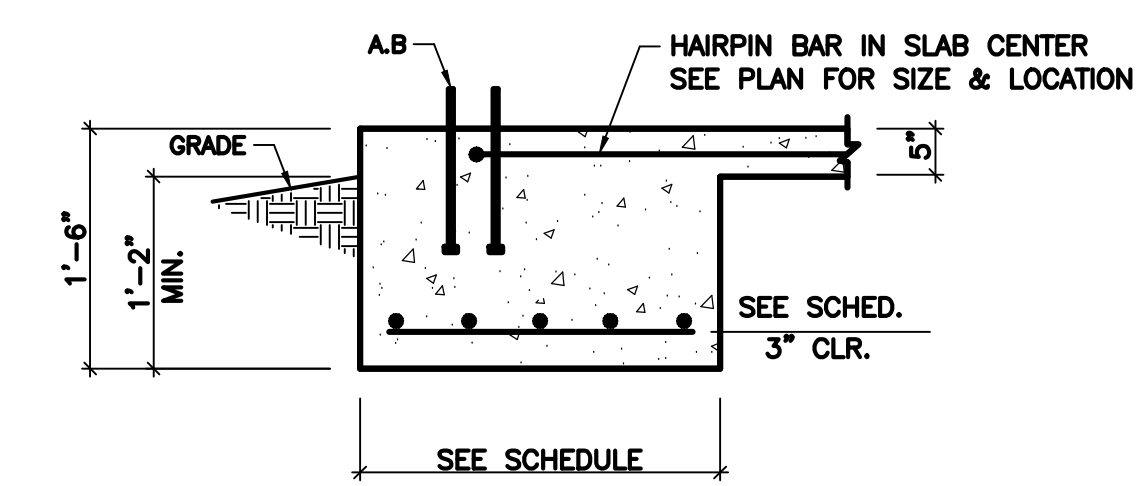 A.B
HAIRPIN BAR IN SLAB CENTER
SEE PLAN FOR SIZE & LOCATION
GRADE
5"
1'-6"
1'-2"
MIN.
SEE SCHED.
3" CLR.
SEE SCHEDULE